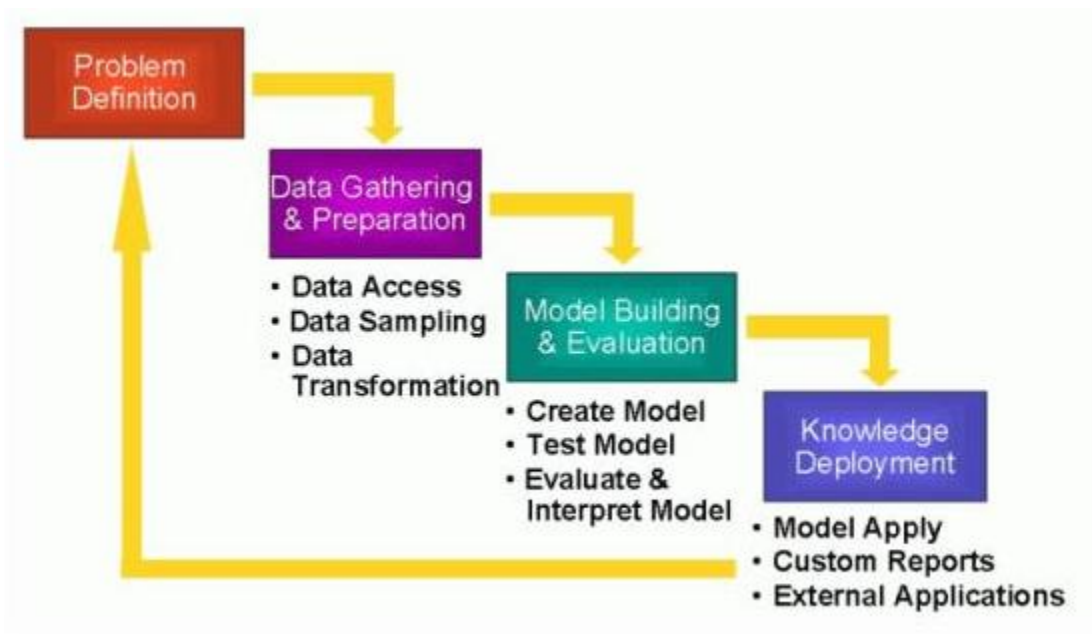 Problem
Definition
Data Gathering
& Preparation
• Data Access
• Data Sampling
• Data
Transformation
Model Building
& Evaluation
• Create Model
• Test Model
• Evaluate &
Interpret Model
Knowledge
Deployment
• Model Apply
• Custom Reports
• External Applications